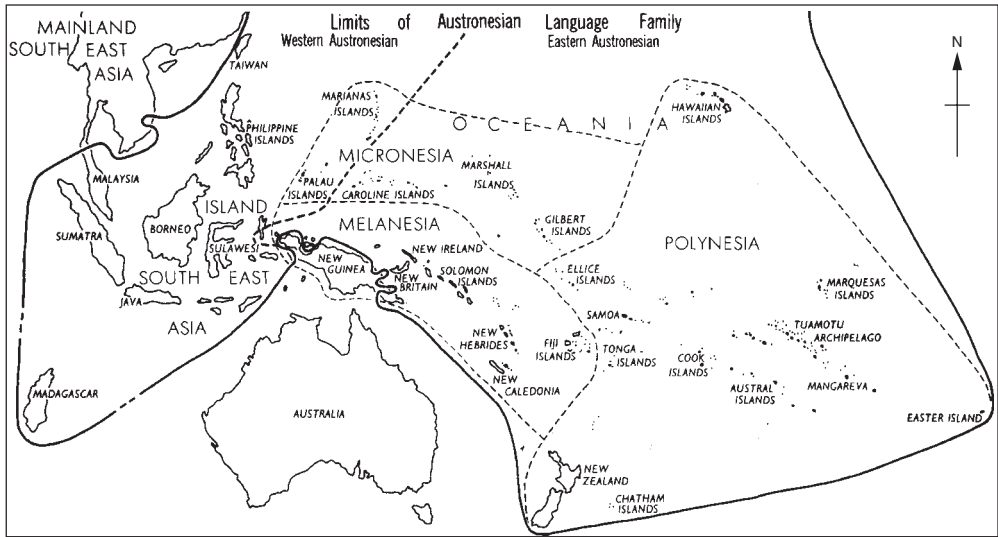 Limits of Austronesian Language Family
Western Austronesian
Eastern Austronesian
MAINLAND
SOUTH EAST
ASIA
TAIWAN
N
MARIANAS
ISLANDS
HAWAIIAN
ISLANDS
OCEANIA
PHILIPPINE
ISLANDS
MICRONESIA
MARSHALL
ISLANDS
MALAYSIA
PALAU
ISLANDS
CAROLINE ISLANDS
ISLAND
SOUTH EAST
ASIA
MELANESIA
GILBERT
ISLANDS
BORNEO
SUMATRA
SULAWESI
NEW
GUINEA
NEW IRELAND
POLYNESIA
NEW
BRITAIN
SOLOMON
ISLANDS
ELLICE
ISLANDS
MARQUESAS
ISLANDS
JAVA
SAMOA
TUAMOTU
ARCHIPELAGO
NEW
HEBRIDES
FIJI
ISLANDS
TONGA
ISLANDS
COOK
ISLANDS
MANGAREVA
NEW
CALEDONIA
AUSTRAL
ISLANDS
MADAGASCAR
AUSTRALIA
EASTER ISLAND
NEW
ZEALAND
CHATHAM
ISLANDS